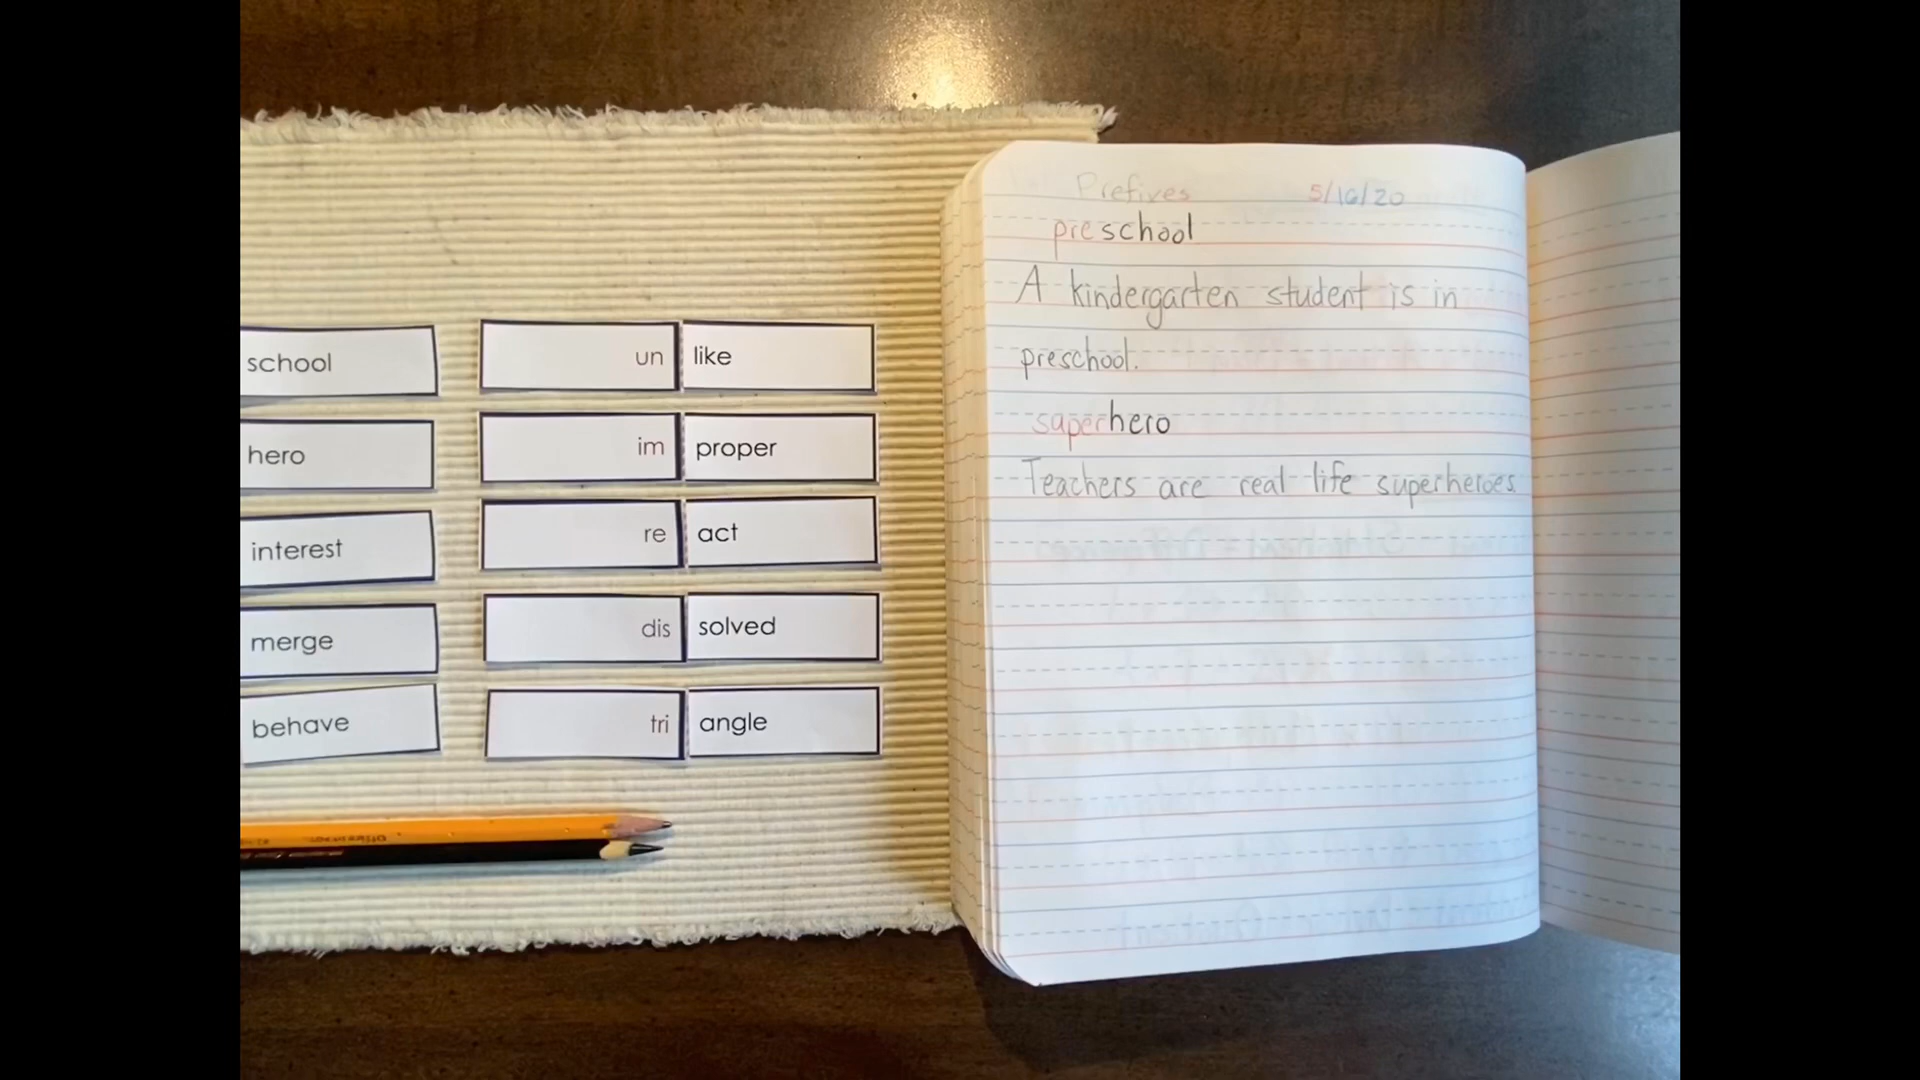 school
hero
interest
merge
behave
un like
im proper
re act
dis solved
tri angle
Prefixes 5/16/20
preschool
A kindergarten student is in
preschool.
superhero
Teachers are real life superheroes.